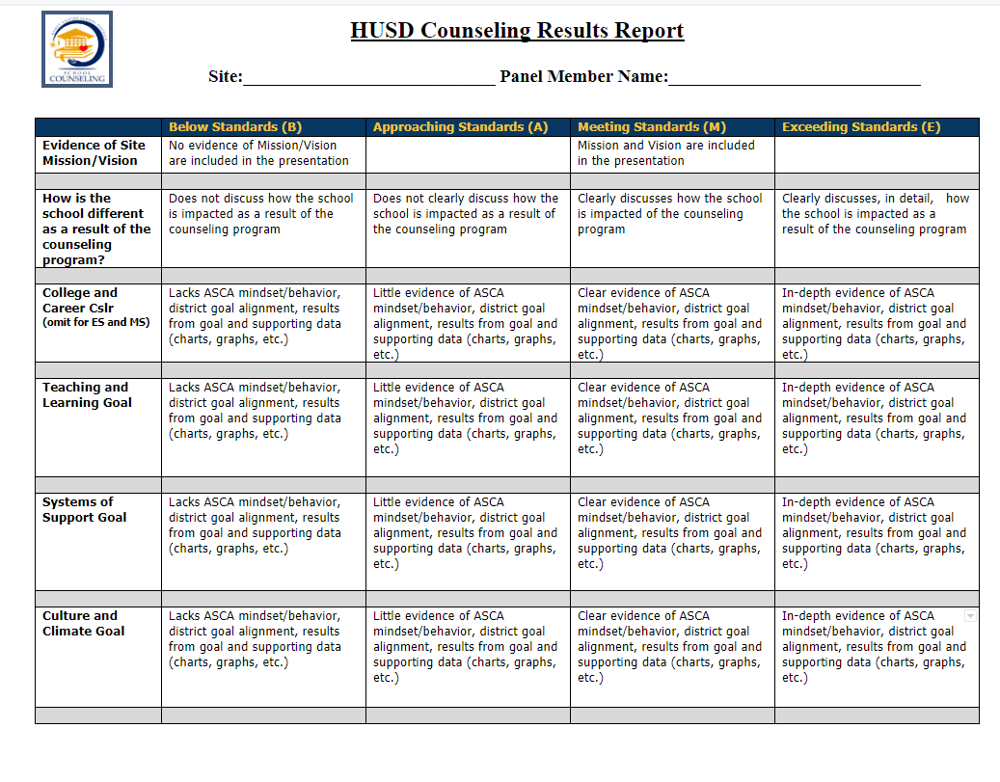 HUSD Counseling Results Report
SCHOOL
COUNSELING
Site:__________________________ Panel Member Name:__________________________
Below Standards (B)
Approaching Standards (A)
Meeting Standards (M)
Exceeding Standards (E)
Evidence of Site
Mission/Vision
No evidence of Mission/Vision
are included in the presentation
Mission and Vision are included
in the presentation
How is the
school different
as a result of the
counseling
program?
Does not discuss how the school
is impacted as a result of the
counseling program
Does not clearly discuss how the
school is impacted as a result of
the counseling program
Clearly discusses how the school
is impacted of the counseling
program
Clearly discusses, in detail, how
the school is impacted as a
result of the counseling program
College and
Career Cslr
(omit for ES and MS)
Lacks ASCA mindset/behavior,
district goal alignment, results
from goal and supporting data
(charts, graphs, etc.)
Little evidence of ASCA
mindset/behavior, district goal
alignment, results from goal and
supporting data (charts, graphs,
etc.)
Clear evidence of ASCA
mindset/behavior, district goal
alignment, results from goal and
supporting data (charts, graphs,
etc.)
In-depth evidence of ASCA
mindset/behavior, district goal
alignment, results from goal and
supporting data (charts, graphs,
etc.)
Teaching and
Learning Goal
Lacks ASCA mindset/behavior,
district goal alignment, results
from goal and supporting data
(charts, graphs, etc.)
Little evidence of ASCA
mindset/behavior, district goal
alignment, results from goal and
supporting data (charts, graphs,
etc.)
Clear evidence of ASCA
mindset/behavior, district goal
alignment, results from goal and
supporting data (charts, graphs,
etc.)
In-depth evidence of ASCA
mindset/behavior, district goal
alignment, results from goal and
supporting data (charts, graphs,
etc.)
Systems of
Support Goal
Lacks ASCA mindset/behavior,
district goal alignment, results
from goal and supporting data
(charts, graphs, etc.)
Little evidence of ASCA
mindset/behavior, district goal
alignment, results from goal and
supporting data (charts, graphs,
etc.)
Clear evidence of ASCA
mindset/behavior, district goal
alignment, results from goal and
supporting data (charts, graphs,
etc.)
In-depth evidence of ASCA
mindset/behavior, district goal
alignment, results from goal and
supporting data (charts, graphs,
etc.)
Culture and
Climate Goal
Lacks ASCA mindset/behavior,
district goal alignment, results
from goal and supporting data
(charts, graphs, etc.)
Little evidence of ASCA
mindset/behavior, district goal
alignment, results from goal and
supporting data (charts, graphs,
etc.)
Clear evidence of ASCA
mindset/behavior, district goal
alignment, results from goal and
supporting data (charts, graphs,
etc.)
In-depth evidence of ASCA
mindset/behavior, district goal
alignment, results from goal and
supporting data (charts, graphs,
etc.)